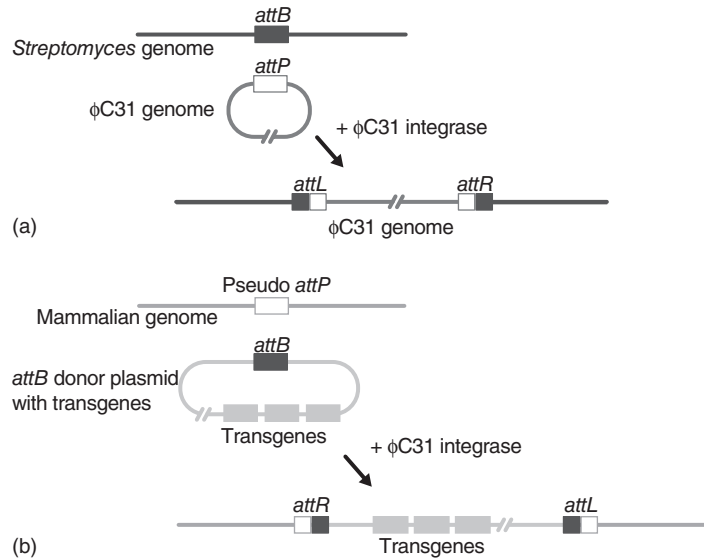 attB
Streptomyces genome
attP
ϕC31 genome
+ ϕC31 integrase
attL
attR
ϕC31 genome
(a)
Pseudo attP
Mammalian genome
attB
attB donor plasmid
with transgenes
Transgenes
+ ϕC31 integrase
attR
attL
Transgenes
(b)